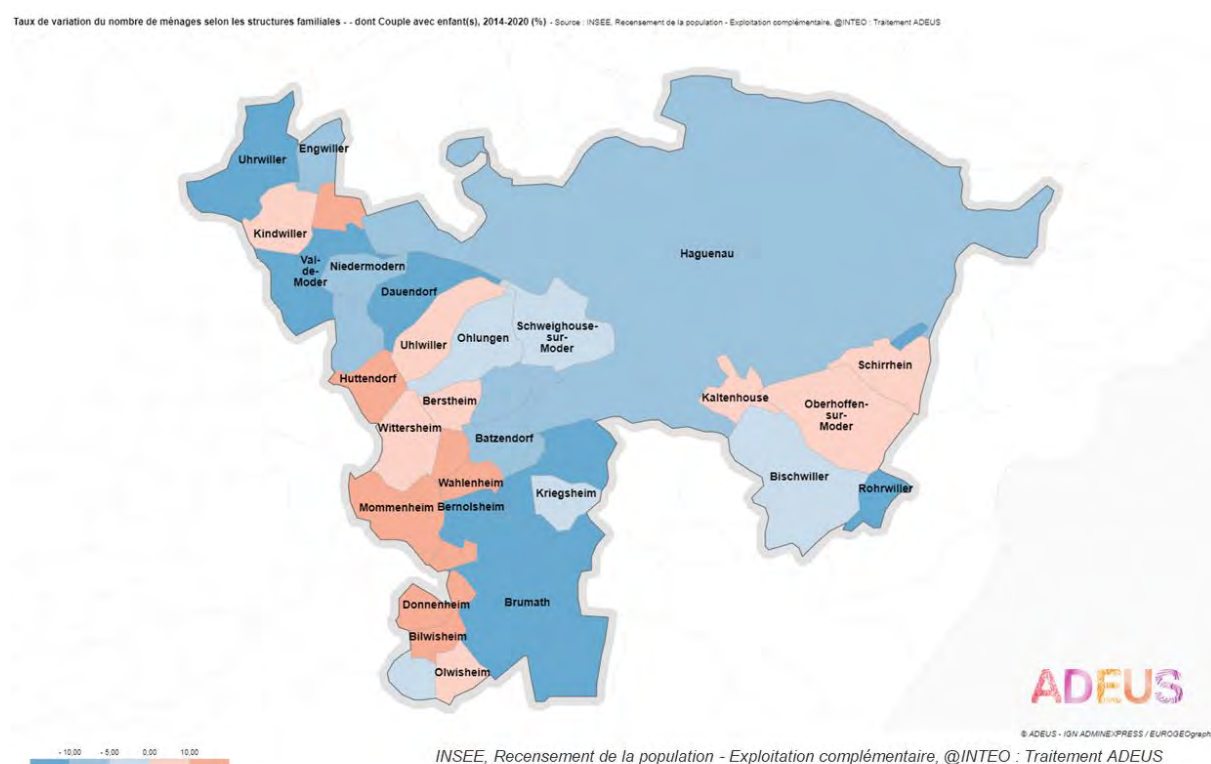 Taux de variation du nombre de ménages selon les structures familiales - - dont Couple avec enfant(s), 2014-2020 (%) - Source : INSEE, Recensement de la population - Exploitation complémentaire, @INTEO : Traitement ADEUS
Uhrwiller
Engwiller
Kindwiller
Val-
de-
Moder
Niedermodern
Haguenau
Dauendorf
Schweighouse-
sur-
Moder
Ohlungen
Uhlwiller
Schirrhein
Huttendorf
Berstheim
Kaltenhouse
Oberhoffen-
sur-
Moder
Wittersheim
Batzendorf
Bischwiller
Wahlenheim
Kriegsheim
Rohrwiller
Mommenheim
Bernolsheim
Donnenheim
Brumath
Bilwisheim
Olwisheim
ADEUS
© ADEUS - IGN ADMINEXPRESS / EUROGEOgraph
- 10,00 - 5,00 0,00 10,00
INSEE, Recensement de la population - Exploitation complémentaire, @INTEO : Traitement ADEUS